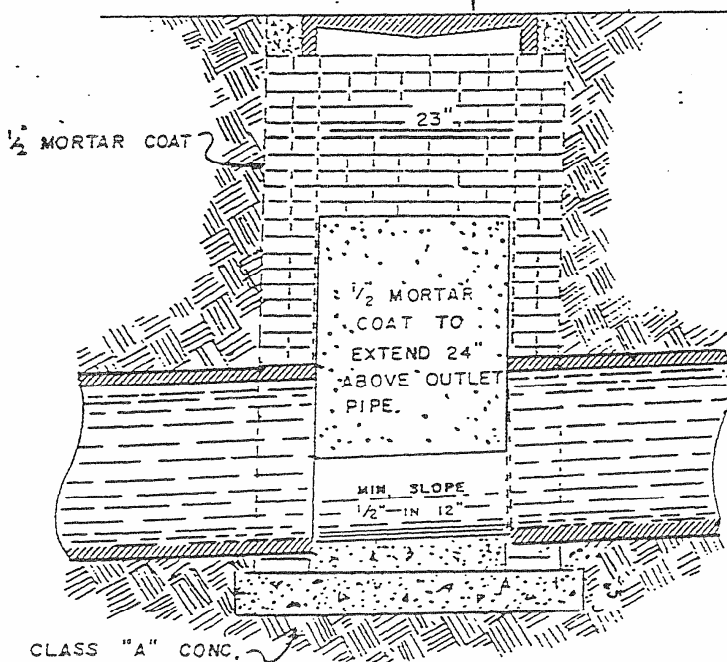 23"
½" MORTAR COAT
1/2 MORTAR
COAT TO
EXTEND 24"
ABOVE OUTLET
PIPE.
MIN. SLOPE
1/2" IN 12"
CLASS "A" CONC.